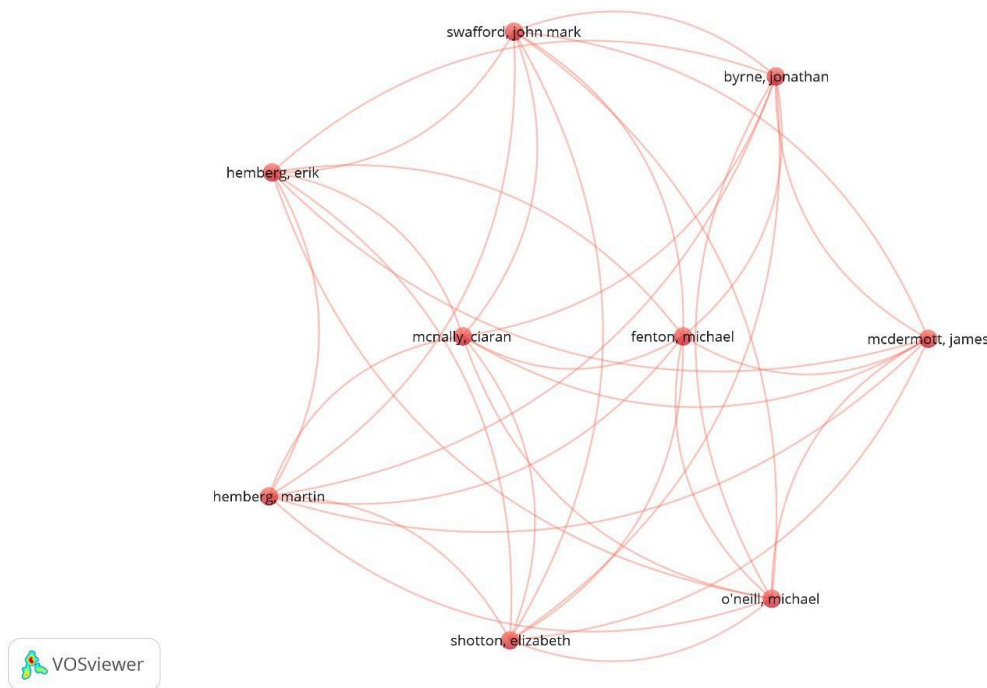 swafford, john mark
byrne, jonathan
hemberg, erik
mcnally, ciaran
fenton, michael
mcdermott, james
hemberg, martin
o'neill, michael
shotton, elizabeth
VOSviewer